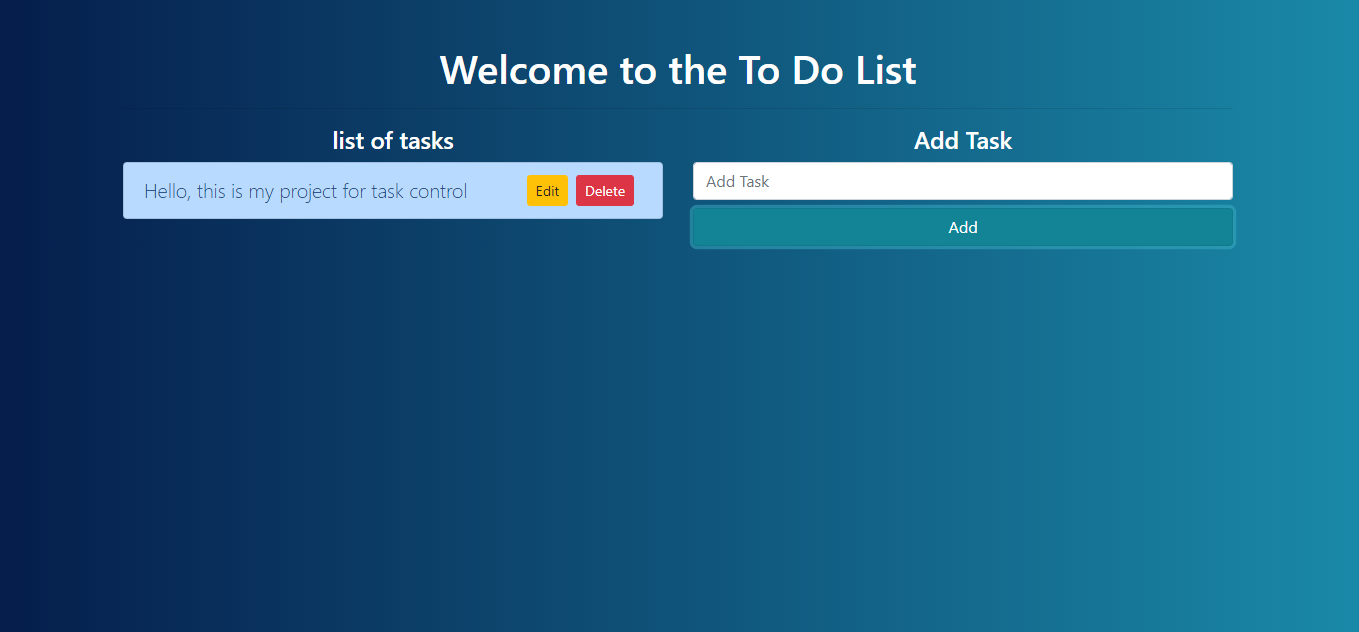 Welcome to the To Do List
list of tasks
Hello, this is my project for task control
Edit
Delete
Add Task
Add Task
Add